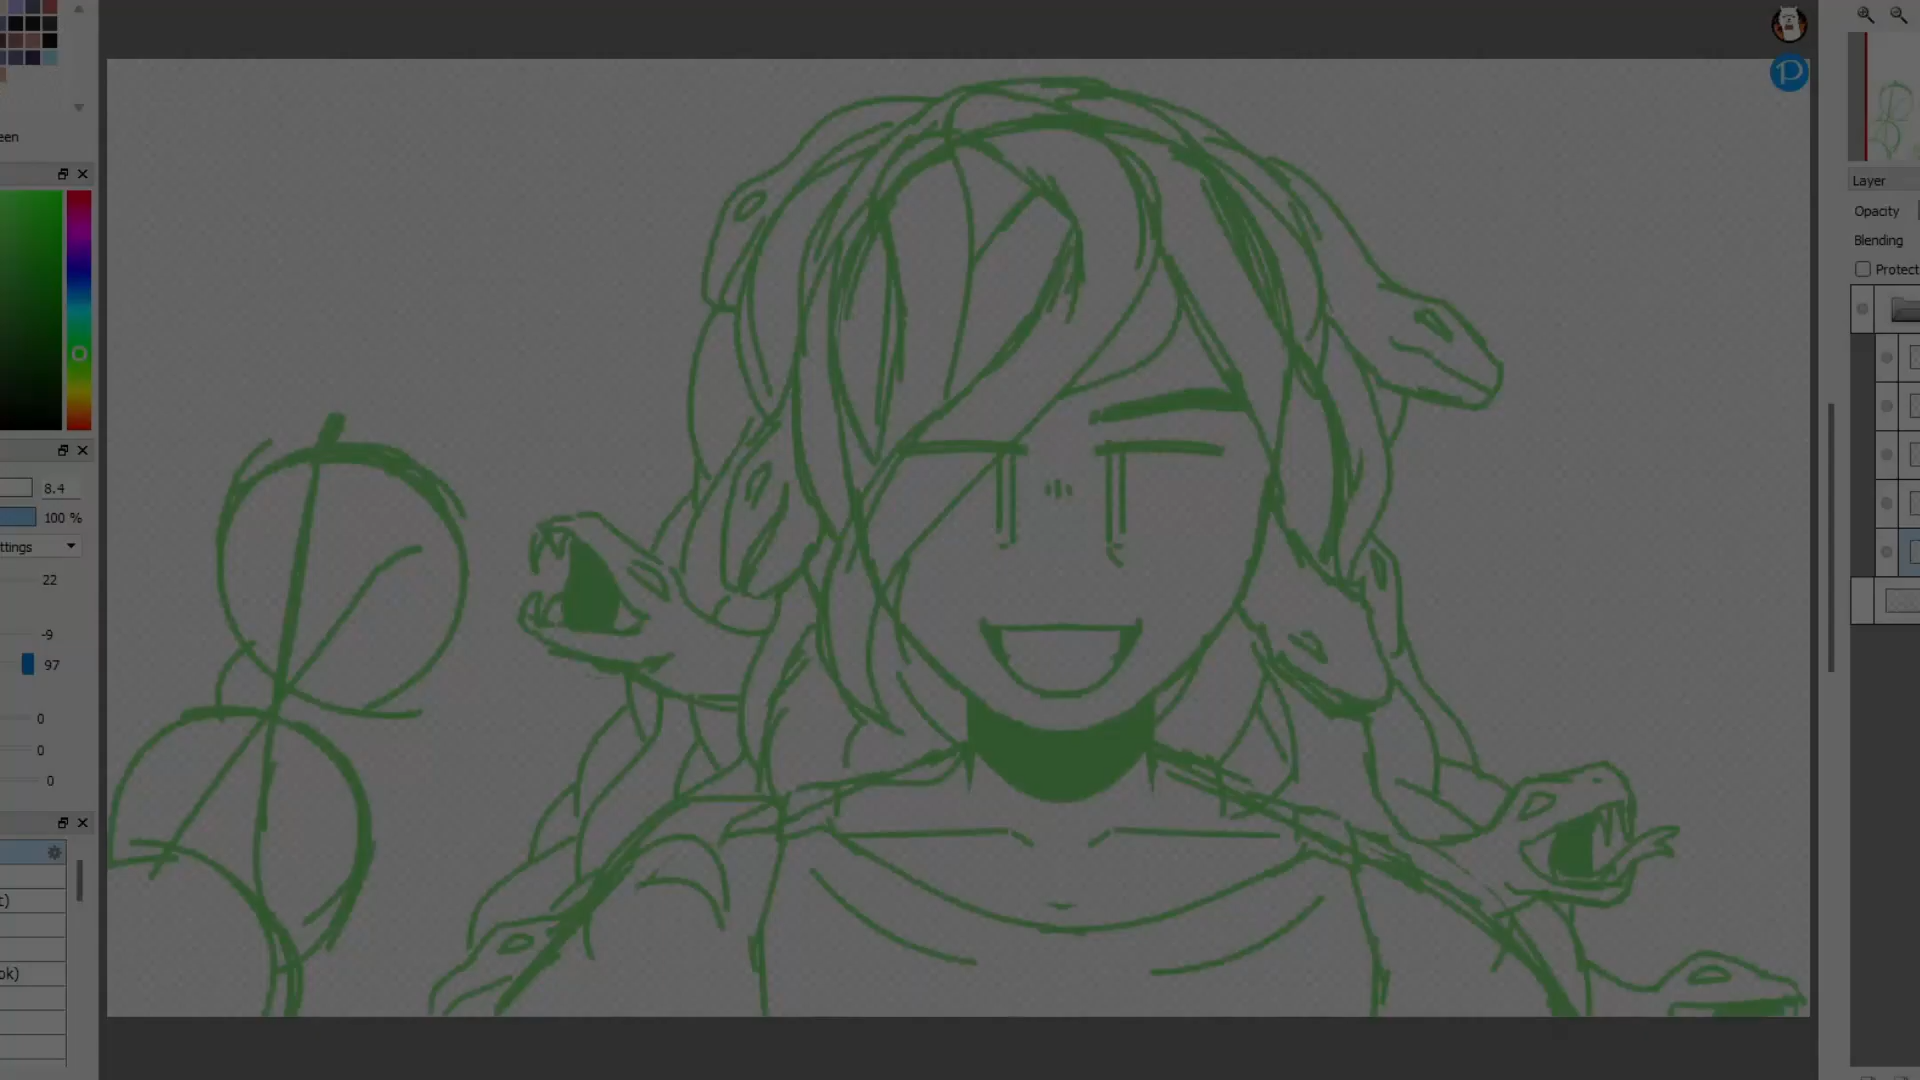 een
8.4
100 %
ttings
22
-9
97
0
0
0
t)
ok)
P
Layer
Opacity
Blending
Protect